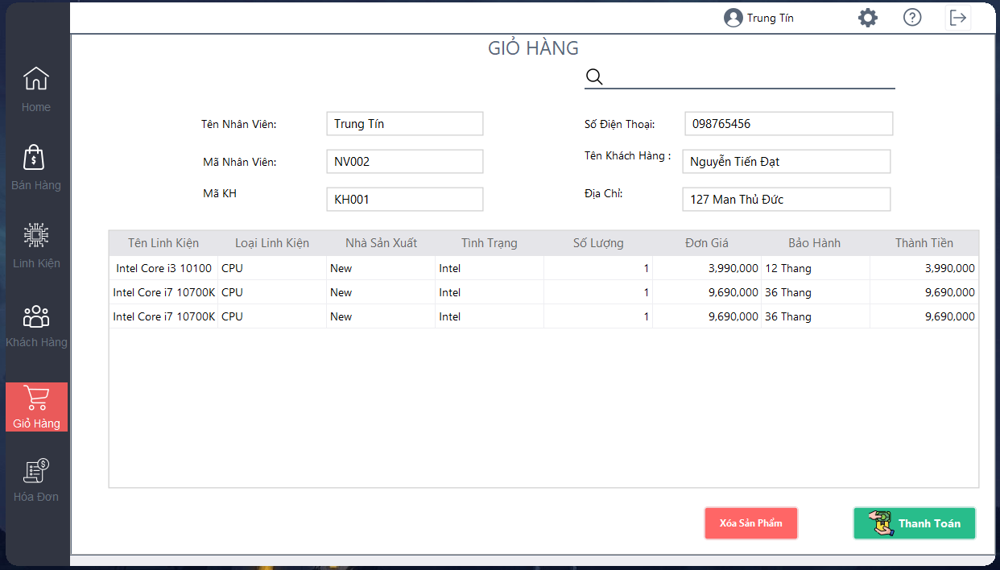 Trung Tín
GIỎ HÀNG
Home
Bán Hàng
Linh Kiện
Khách Hàng
Giỏ Hàng
Hóa Đơn
Tên Nhân Viên: Trung Tín Số Điện Thoại: 098765456
Mã Nhân Viên: NV002 Tên Khách Hàng : Nguyễn Tiến Đạt
Mã KH KH001 Địa Chỉ: 127 Man Thủ Đức
Tên Linh Kiện Loại Linh Kiện Nhà Sản Xuất Tình Trạng Số Lượng Đơn Giá Bảo Hành Thành Tiền
Intel Core i3 10100 CPU New Intel 1 3,990,000 12 Thang 3,990,000
Intel Core i7 10700K CPU New Intel 1 9,690,000 36 Thang 9,690,000
Intel Core i7 10700K CPU New Intel 1 9,690,000 36 Thang 9,690,000
Xóa Sản Phẩm Thanh Toán